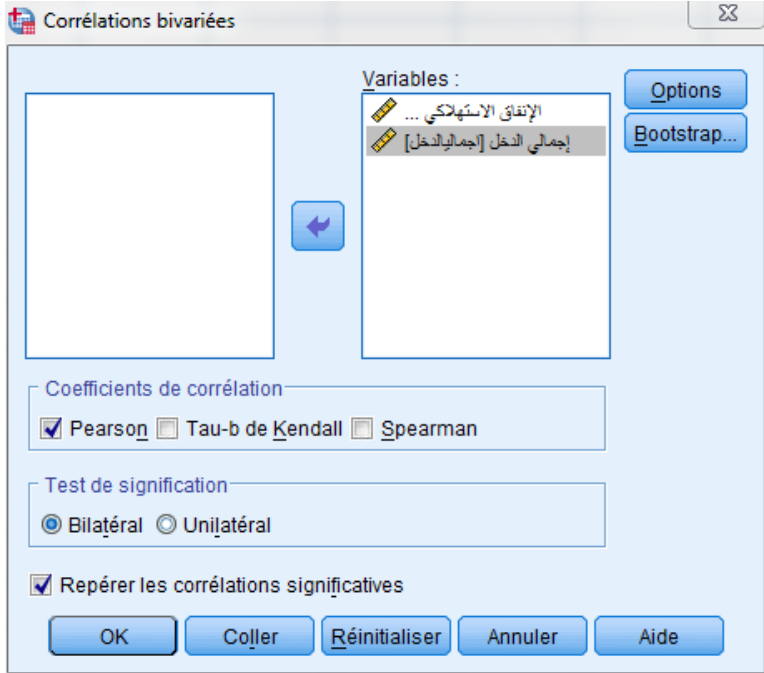 Corrélations bivariées
Variables :
الإنفاق الاستهلاكي ...
إجمالي الدخل [اجماليالدخل]
Options
Bootstrap...
Coefficients de corrélation
Pearson Tau-b de Kendall Spearman
Test de signification
Bilatéral Unilatéral
Repérer les corrélations significatives
OK Coller Réinitialiser Annuler Aide